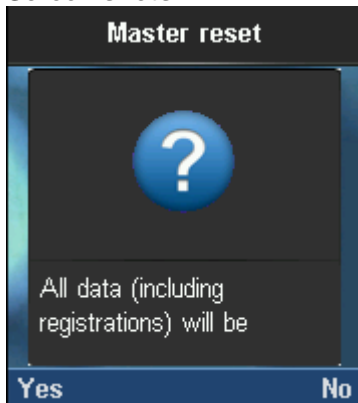 Master reset
?
All data (including
registrations) will be
Yes No